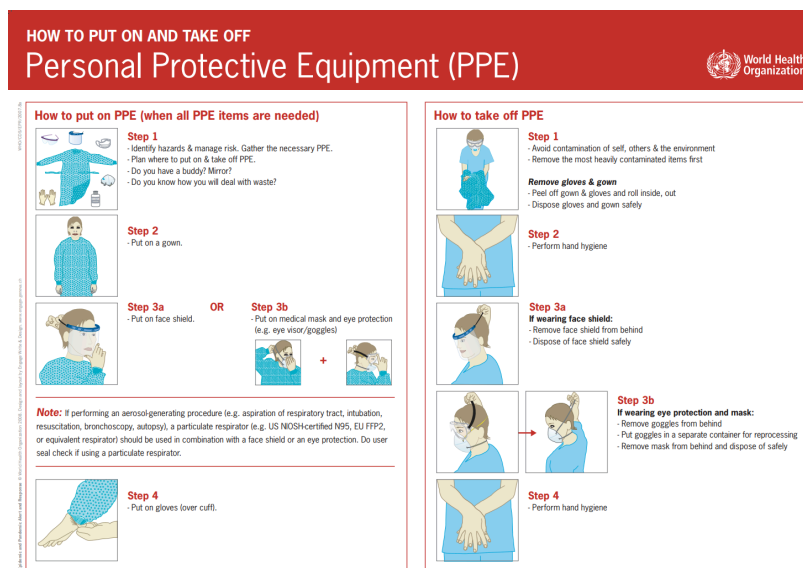 HOW TO PUT ON AND TAKE OFF
Personal Protective Equipment (PPE)
World Health
Organization
How to put on PPE (when all PPE items are needed)
Step 1
- Identify hazards & manage risk. Gather the necessary PPE.
- Plan where to put on & take off PPE.
- Do you have a buddy? Mirror?
- Do you know how you will deal with waste?
Step 2
- Put on a gown.
Step 3a
- Put on face shield.
OR
Step 3b
- Put on medical mask and eye protection
(e.g. eye visor/goggles)
+
Note: If performing an aerosol-generating procedure (e.g. aspiration of respiratory tract, intubation,
resuscitation, bronchoscopy, autopsy), a particulate respirator (e.g. US NIOSH-certified N95, EU FFP2,
or equivalent respirator) should be used in combination with a face shield or an eye protection. Do user
seal check if using a particulate respirator.
Step 4
- Put on gloves (over cuff).
How to take off PPE
Step 1
- Avoid contamination of self, others & the environment
- Remove the most heavily contaminated items first
Remove gloves & gown
- Peel off gown & gloves and roll inside, out
- Dispose gloves and gown safely
Step 2
- Perform hand hygiene
Step 3a
If wearing face shield:
- Remove face shield from behind
- Dispose of face shield safely
Step 3b
If wearing eye protection and mask:
- Remove goggles from behind
- Put goggles in a separate container for reprocessing
- Remove mask from behind and dispose of safely
Step 4
- Perform hand hygiene